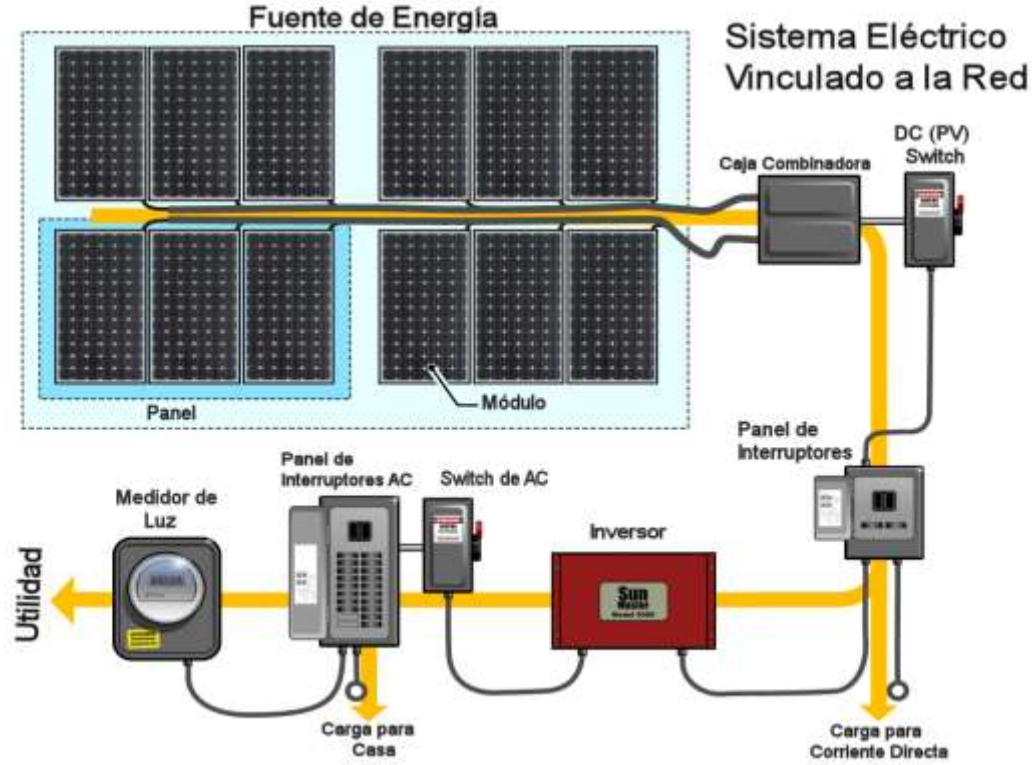 Fuente de Energía
Sistema Eléctrico
Vinculado a la Red
DC (PV)
Switch
Caja Combinadora
Panel
Módulo
Panel de
Interruptores
Panel de
Interruptores AC
Switch de AC
Medidor de
Luz
Inversor
Sun
Master
Utilidad
Carga para
Casa
Carga para
Corriente Directa